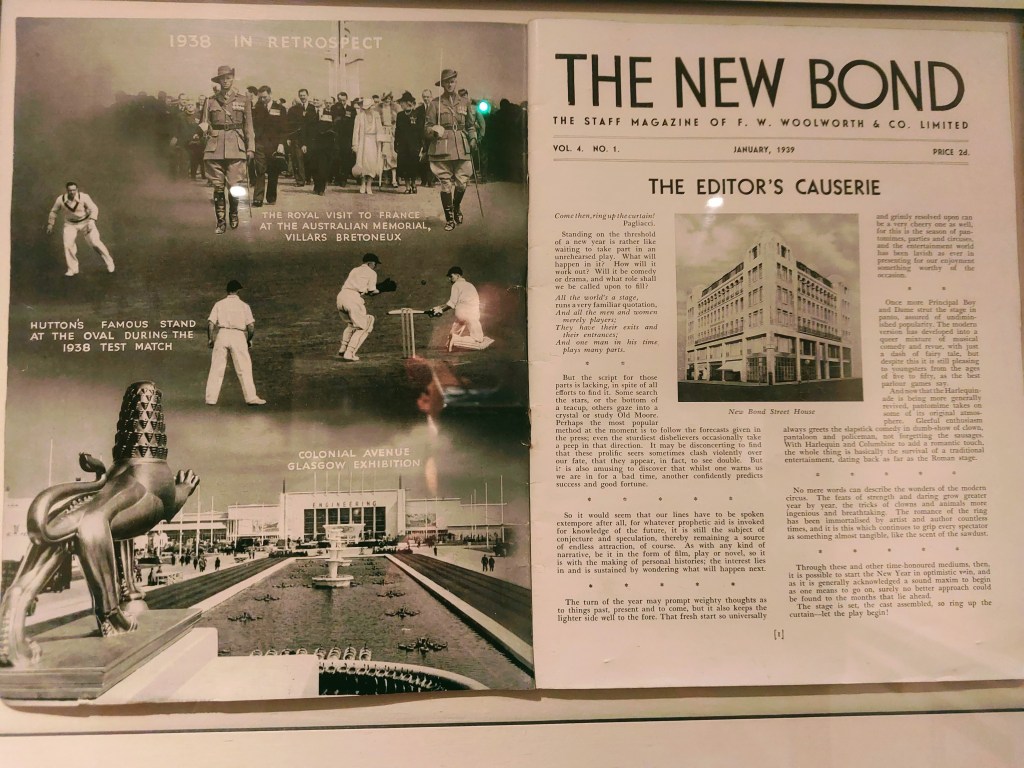 1938 IN RETROSPECT
THE ROYAL VISIT TO FRANCE
AT THE AUSTRALIAN MEMORIAL,
VILLARS BRETONEUX
HUTTON'S FAMOUS STAND
AT THE OVAL DURING THE
1938 TEST MATCH
COLONIAL AVENUE
GLASGOW EXHIBITION
ENGINEERING
THE NEW BOND
THE STAFF MAGAZINE OF F. W. WOOLWORTH & CO. LIMITED
VOL. 4. NO. 1.
JANUARY, 1939
PRICE 2d.
THE EDITOR'S CAUSERIE
Come then, ring up the curtain!
Pagliacci.
Standing on the threshold
of a new year is rather like
waiting to take part in an
unrehearsed play. What will
happen in it? How will it
work out? Will it be comedy
or drama, and what role shall
we be called upon to fill?
All the world's a stage,
runs a very familiar quotation,
And all the men and women
merely players;
They have their exits and
their entrances;
And one man in his time
plays many parts.
* *
But the script for those
parts is lacking, in spite of all
efforts to find it. Some search
the stars, or the bottom of
a teacup, others gaze into a
crystal or study Old Moore.
Perhaps the most popular
method at the moment is to follow the forecasts given in
the press; even the sturdiest disbelievers occasionally take
a peep in that direction. It may be disconcerting to find
that these prolific seers sometimes clash violently over
our fate, that they appear, in fact, to see double. But
it is also amusing to discover that whilst one warns us
we are in for a bad time, another confidently predicts
success and good fortune.
* * * * *
So it would seem that our lines have to be spoken
extempore after all, for whatever prophetic aid is invoked
for knowledge of the future, it is still the subject of
conjecture and speculation, thereby remaining a source
of endless attraction, of course. As with any kind of
narrative, be it in the form of film, play or novel, so it
is with the making of personal histories; the interest lies
in and is sustained by wondering what will happen next.
* * * * *
The turn of the year may prompt weighty thoughts as
to things past, present and to come, but it also keeps the
lighter side well to the fore. That fresh start so universally
New Bond Street House
and grimly resolved upon can
be a very cheery one as well,
for this is the season of pan-
tomimes, parties and circuses,
and the entertainment world
has been lavish as ever in
presenting for our enjoyment
something worthy of the
occasion.
* *
Once more Principal Boy
and Dame strut the stage in
pants, assured of undimin-
ished popularity. The modern
version has developed into a
queer mixture of musical
comedy and revue, with just
a dash of fairy tale, but
despite this it is still pleasing
to youngsters from the ages
of five to fifty, as the best
parlour games say.
And now that the Harlequin-
ade is being more generally
revived, pantomime takes on
some of its original atmos-
phere. Gleeful enthusiasm
always greets the slapstick comedy in dumb-show of clown,
pantaloon and policeman, not forgetting the sausages.
With Harlequin and Columbine to add a romantic touch,
the whole thing is basically the survival of a traditional
entertainment, dating back as far as the Roman stage.
* * * * *
No mere words can describe the wonders of the modern
circus. The feats of strength and daring grow greater
year by year, the tricks of clowns and animals more
ingenious and breathtaking. The romance of the ring
has been immortalised by artist and author countless
times, and it is this which continues to grip every spectator
as something almost tangible, like the scent of the sawdust.
* * * * *
Through these and other time-honoured mediums, then,
it is possible to start the New Year in optimistic vein, and
as it is generally acknowledged a sound maxim to begin
as one means to go on, surely no better approach could
be found to the months that lie ahead.
The stage is set, the cast assembled, so ring up the
curtain—let the play begin!
[1]